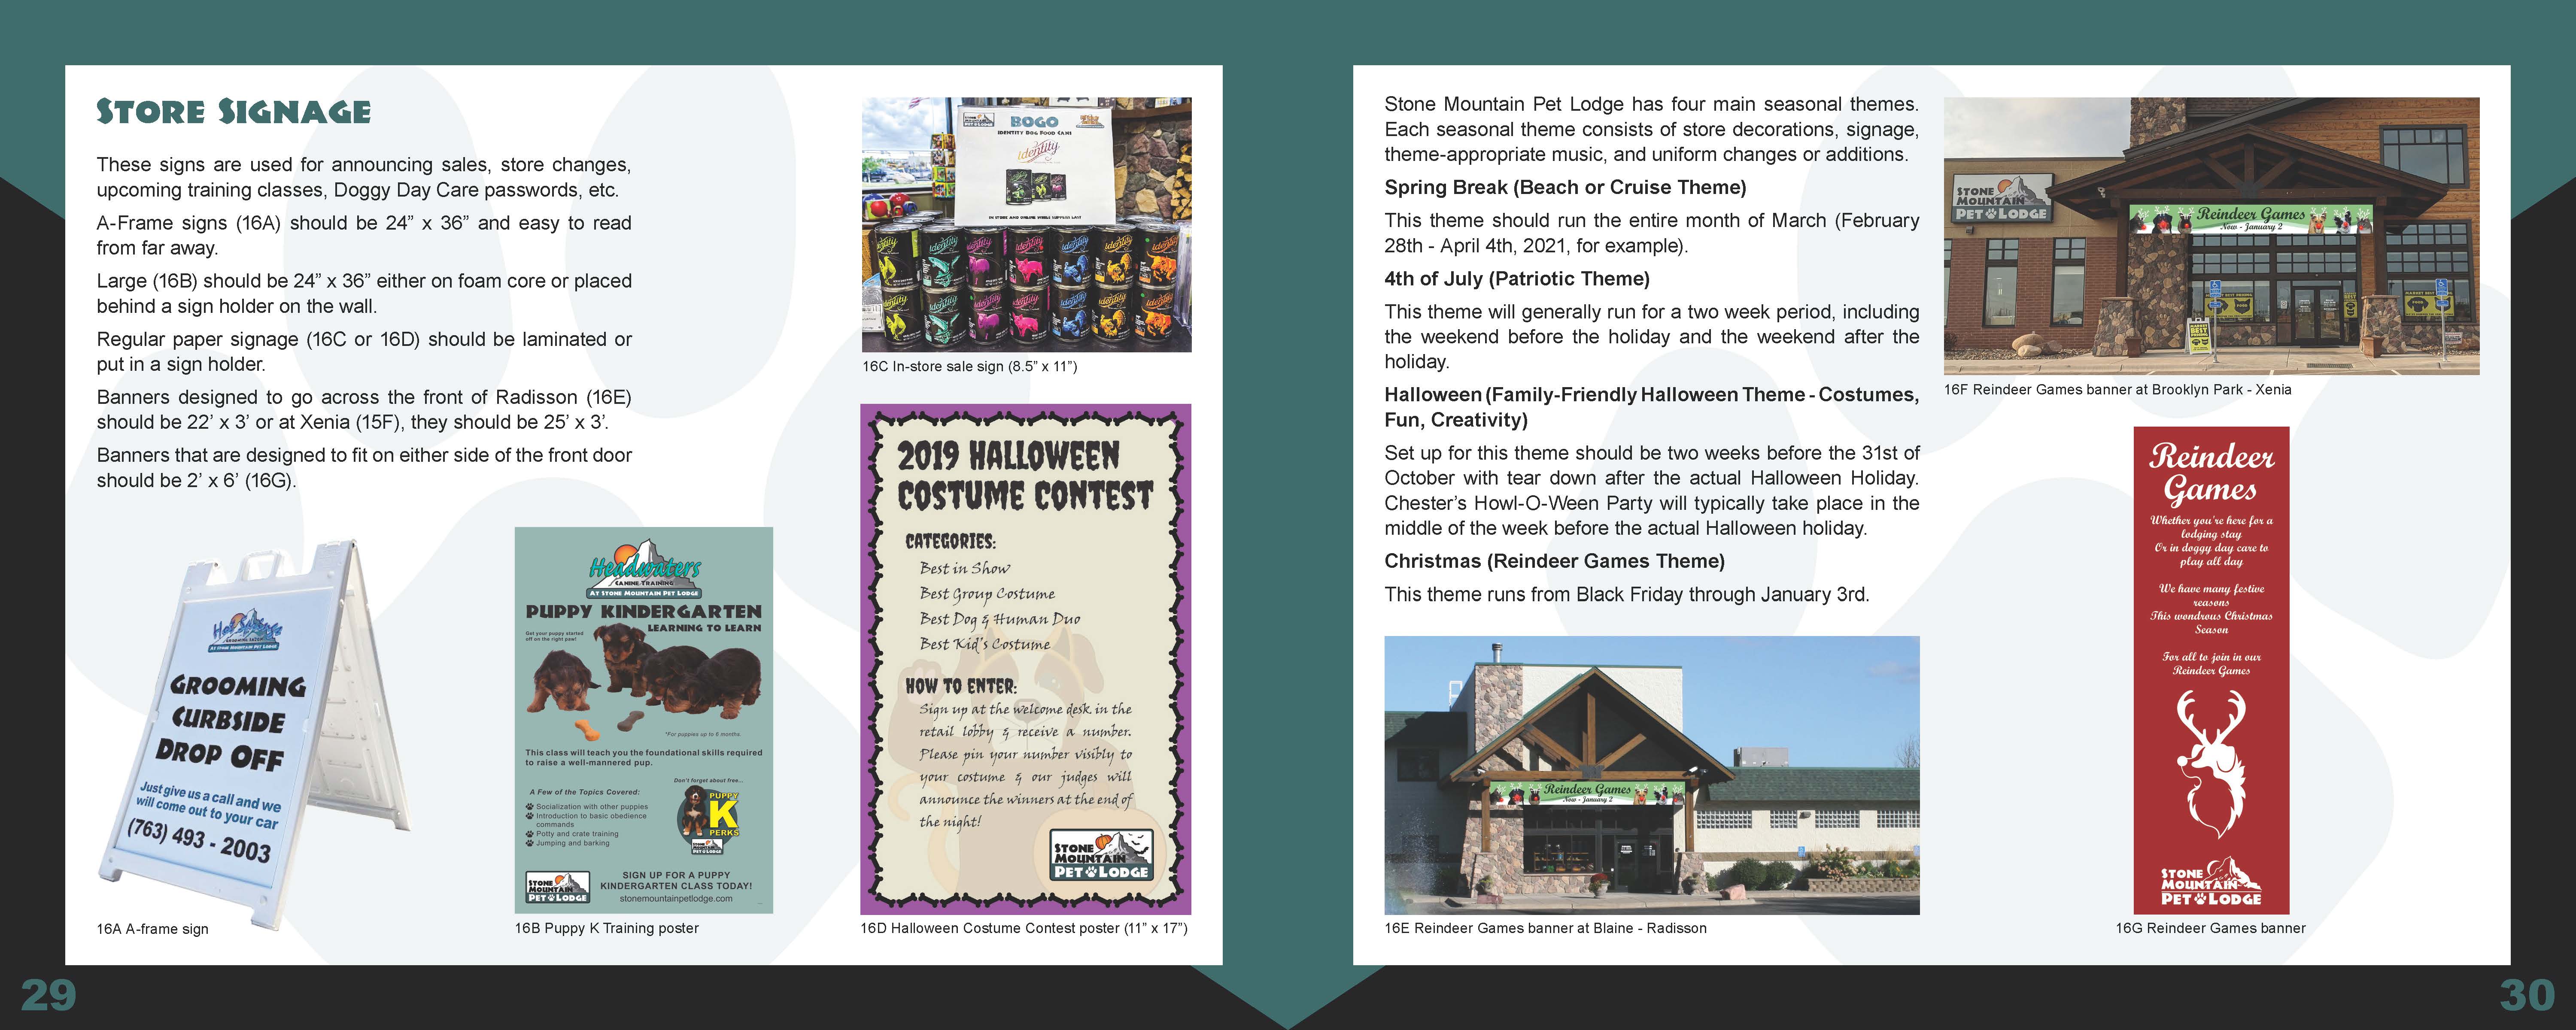 STORE SIGNAGE
These signs are used for announcing sales, store changes,
upcoming training classes, Doggy Day Care passwords, etc.
A-Frame signs (16A) should be 24” x 36” and easy to read
from far away.
Large (16B) should be 24” x 36” either on foam core or placed
behind a sign holder on the wall.
Regular paper signage (16C or 16D) should be laminated or
put in a sign holder.
Banners designed to go across the front of Radisson (16E)
should be 22’ x 3’ or at Xenia (15F), they should be 25’ x 3’.
Banners that are designed to fit on either side of the front door
should be 2’ x 6’ (16G).
Hot Springs
AT STONE MOUNTAIN PET LODGE
GROOMING
CURBSIDE
DROP OFF
Just give us a call and we
will come out to your car
(763) 493 - 2003
16A A-frame sign
Headwaters
CANINE TRAINING
AT STONE MOUNTAIN PET LODGE
PUPPY KINDERGARTEN
LEARNING TO LEARN
Get your puppy started
off on the right paw!
*For puppies up to 6 months.
This class will teach you the foundational skills required
to raise a well-mannered pup.
Don't forget about free...
A Few of the Topics Covered:
Socialization with other puppies
Introduction to basic obedience
commands
Potty and crate training
Jumping and barking
PUPPY
K
PERKS
STONE
MOUNTAIN
PET LODGE
SIGN UP FOR A PUPPY
KINDERGARTEN CLASS TODAY!
stonemountainpetlodge.com
16B Puppy K Training poster
BOGO
IDENTITY DOG FOOD CANS
identity
IN STORE AND ONLINE WHILE SUPPLIES LAST
16C In-store sale sign (8.5” x 11”)
2019 HALLOWEEN
COSTUME CONTEST
CATEGORIES:
Best in Show
Best Group Costume
Best Dog & Human Duo
Best Kid's Costume
HOW TO ENTER:
Sign up at the welcome desk in the
retail lobby & receive a number.
Please pin your number visibly to
your costume & our judges will
announce the winners at the end of
the night!
STONE
MOUNTAIN
PET LODGE
16D Halloween Costume Contest poster (11” x 17”)
29
Stone Mountain Pet Lodge has four main seasonal themes.
Each seasonal theme consists of store decorations, signage,
theme-appropriate music, and uniform changes or additions.
Spring Break (Beach or Cruise Theme)
This theme should run the entire month of March (February
28th - April 4th, 2021, for example).
4th of July (Patriotic Theme)
This theme will generally run for a two week period, including
the weekend before the holiday and the weekend after the
holiday.
Halloween (Family-Friendly Halloween Theme - Costumes,
Fun, Creativity)
Set up for this theme should be two weeks before the 31st of
October with tear down after the actual Halloween Holiday.
Chester’s Howl-O-Ween Party will typically take place in the
middle of the week before the actual Halloween holiday.
Christmas (Reindeer Games Theme)
This theme runs from Black Friday through January 3rd.
Reindeer Games
Now - January 2
16E Reindeer Games banner at Blaine - Radisson
STONE
MOUNTAIN
PET LODGE
Reindeer Games
Now - January 2
16F Reindeer Games banner at Brooklyn Park - Xenia
Reindeer
Games
Whether you're here for a
lodging stay
Or in doggy day care to
play all day
We have many festive
reasons
This wondrous Christmas
Season
For all to join in our
Reindeer Games
STONE
MOUNTAIN
PET LODGE
16G Reindeer Games banner
30